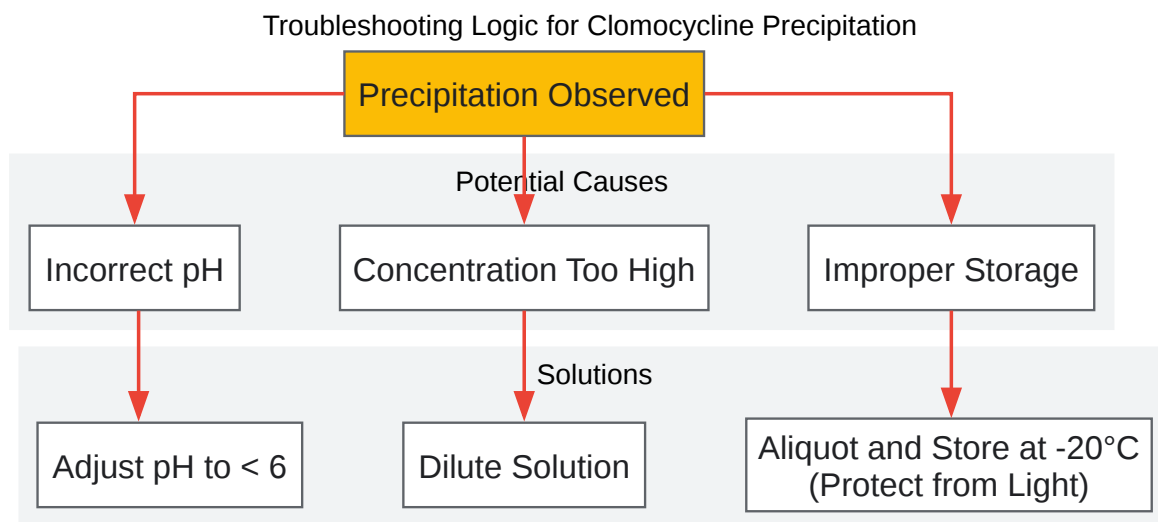 Troubleshooting Logic for Clomocycline Precipitation
Precipitation Observed
Potential Causes
Incorrect pH
Concentration Too High
Improper Storage
Solutions
Adjust pH to < 6
Dilute Solution
Aliquot and Store at -20°C
(Protect from Light)